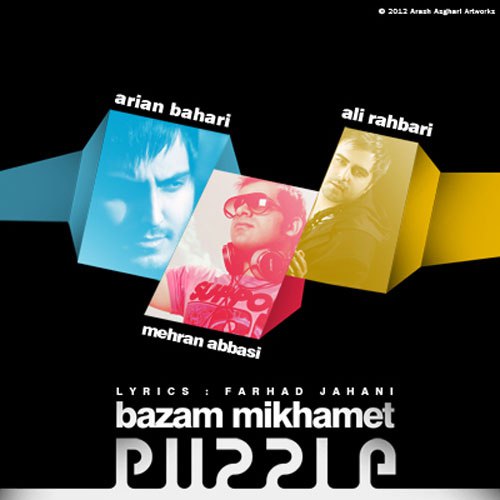 © 2012 Arash Asghari Artworks
arian bahari
ali rahbari
mehran abbasi
LYRICS : FARHAD JAHANI
bazam mikhamet
puzzle